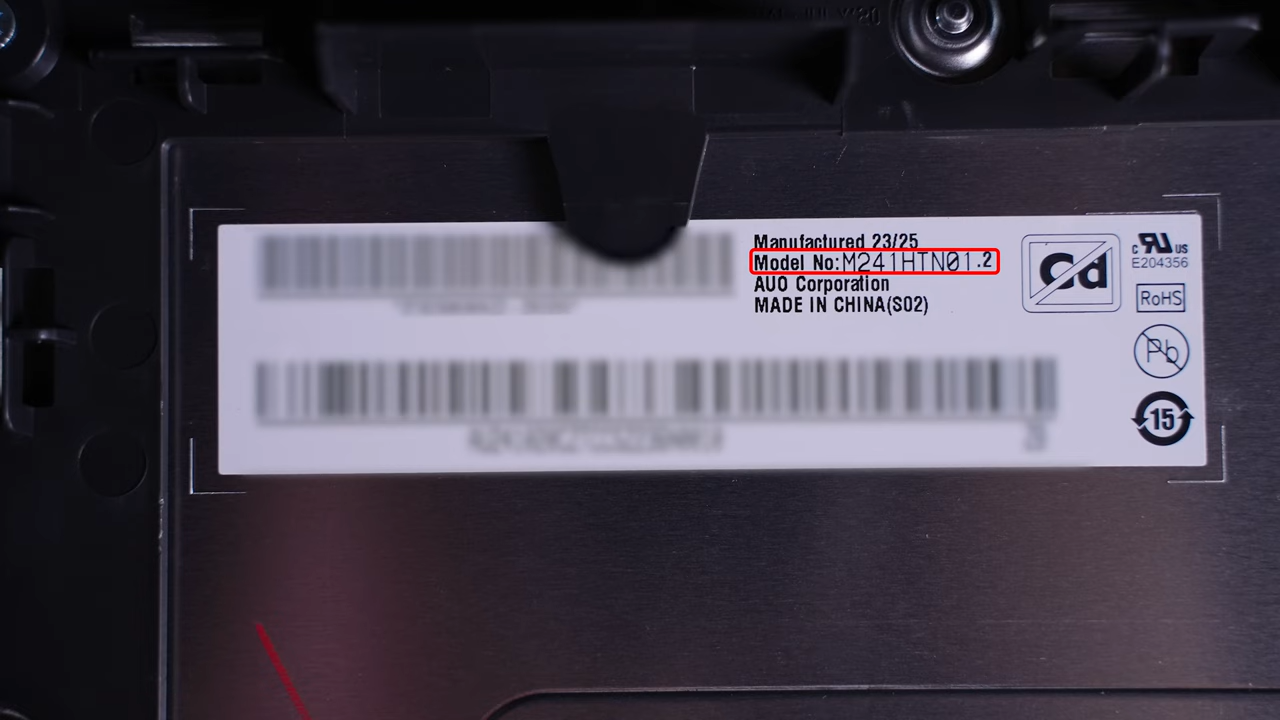 Manufactured 23/25
Model No:M241HTN01.2
AUO Corporation
MADE IN CHINA(S02)
Cd
c RU US
E204356
RoHS
Pb
15